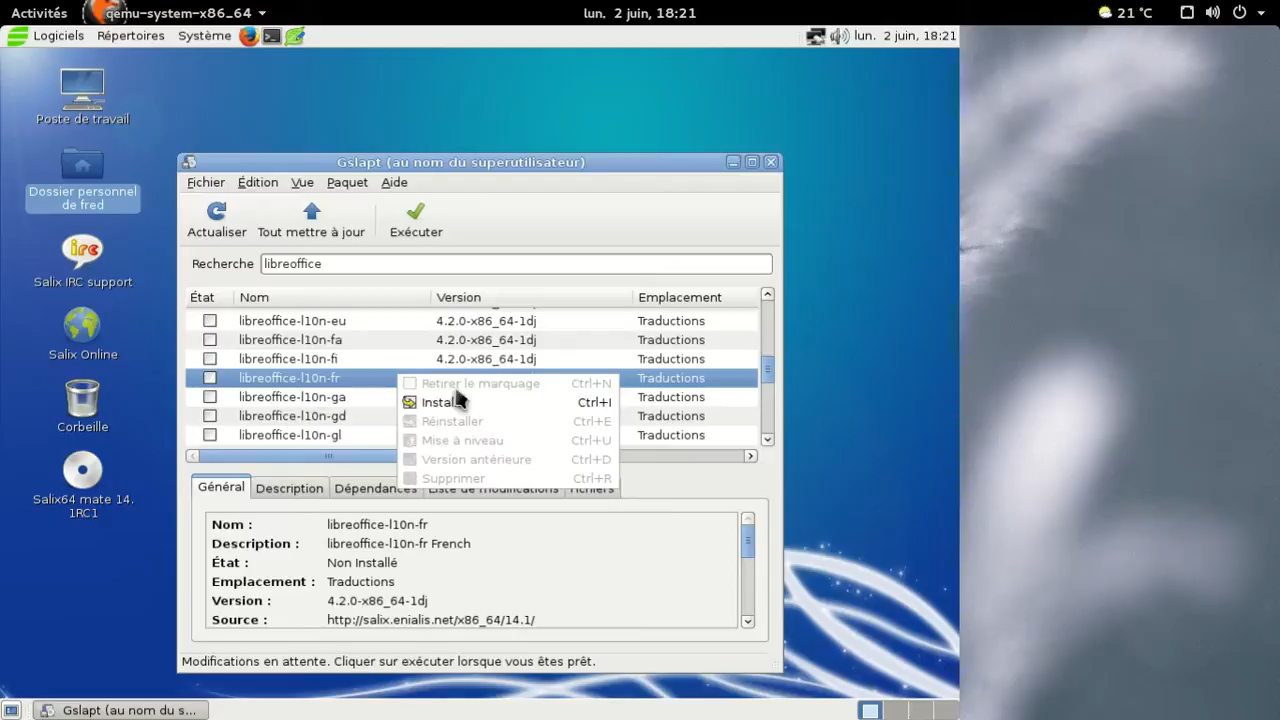 Activités qemu-system-x86_64 lun. 2 juin, 18:21 21 °C
Logiciels Répertoires Système lun. 2 juin, 18:21
Poste de travail
Dossier personnel
de fred
Salix IRC support
Salix Online
Corbeille
Salix64 mate 14.
1RC1
Gslapt (au nom du superutilisateur)
Fichier Édition Vue Paquet Aide
Actualiser Tout mettre à jour Exécuter
Recherche libreoffice
État Nom Version Emplacement
libreoffice-l10n-eu 4.2.0-x86_64-1dj Traductions
libreoffice-l10n-fa 4.2.0-x86_64-1dj Traductions
libreoffice-l10n-fi 4.2.0-x86_64-1dj Traductions
libreoffice-l10n-fr Traductions
libreoffice-l10n-ga Traductions
libreoffice-l10n-gd Traductions
libreoffice-l10n-gl Traductions
Retirer le marquage Ctrl+N
Ctrl+I
Réinstaller Ctrl+E
Mise à niveau Ctrl+U
Version antérieure Ctrl+D
Supprimer Ctrl+R
Général Description Dépendances Liste de modifications Fichiers
Nom : libreoffice-l10n-fr
Description : libreoffice-l10n-fr French
État : Non Installé
Emplacement : Traductions
Version : 4.2.0-x86_64-1dj
Source : http://salix.enialis.net/x86_64/14.1/
Modifications en attente. Cliquer sur exécuter lorsque vous êtes prêt.
Gslapt (au nom du s...